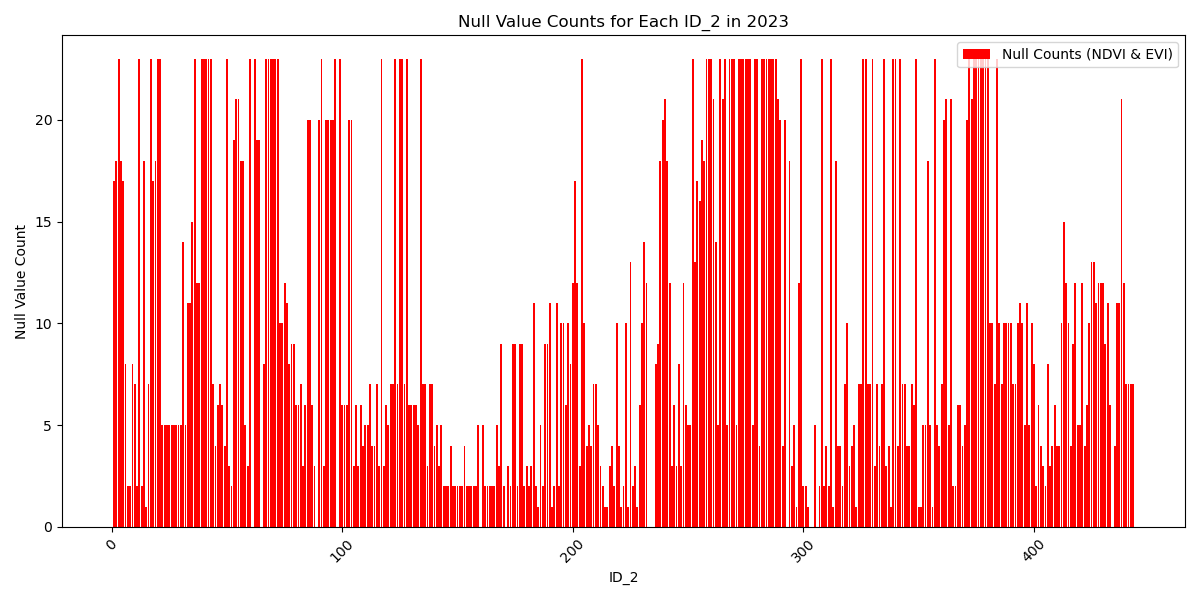 Null Value Counts for Each ID_2 in 2023
Null Counts (NDVI & EVI)
Null Value Count
20
15
10
5
0
0
100
200
300
400
ID_2